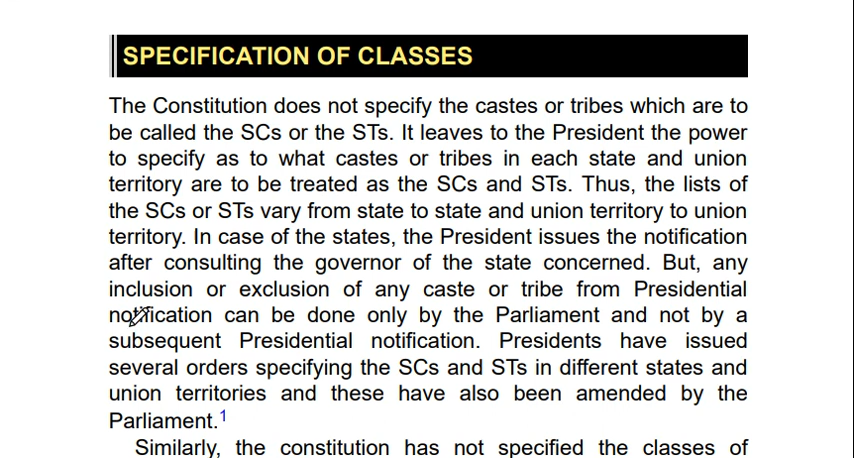 SPECIFICATION OF CLASSES
The Constitution does not specify the castes or tribes which are to
be called the SCs or the STs. It leaves to the President the power
to specify as to what castes or tribes in each state and union
territory are to be treated as the SCs and STs. Thus, the lists of
the SCs or STs vary from state to state and union territory to union
territory. In case of the states, the President issues the notification
after consulting the governor of the state concerned. But, any
inclusion or exclusion of any caste or tribe from Presidential
notification can be done only by the Parliament and not by a
subsequent Presidential notification. Presidents have issued
several orders specifying the SCs and STs in different states and
union territories and these have also been amended by the
Parliament.1
Similarly, the constitution has not specified the classes of